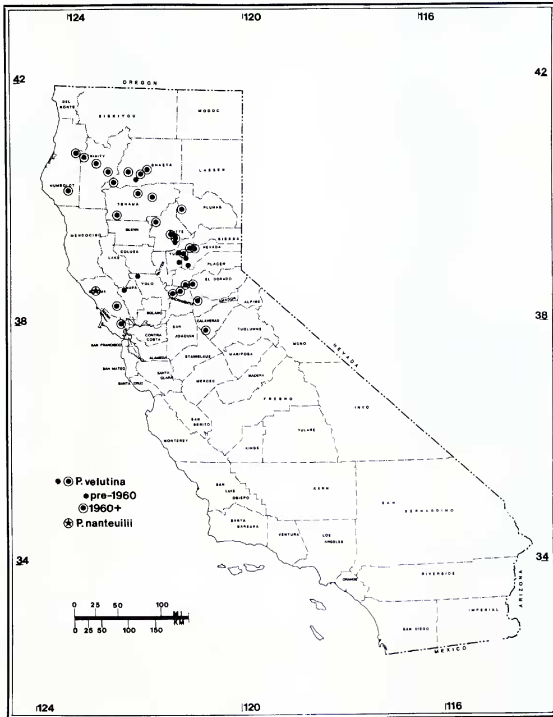 124 120 116
42 42
OREGON
DEL NORTE
SISKIYOU
MODOC
HUMBOLDT
TRINITY
SHASTA
LASSEN
TEHAMA
PLUMAS
MENDOCINO
GLENN
SIERRA
NEVADA
LAKE
COLUSA
PLACER
YOLO
EL DORADO
ALPINE
SOLANO
38 38
CALAVERAS
SAN JOAQUIN
TUOLUMNE
NEVADA
CONTRA COSTA
SAN FRANCISCO
ALAMEDA
STANISLAUS
MARIPOSA
MONO
SAN MATEO
SANTA CLARA
SANTA CRUZ
MERCED
MADERA
SAN BENITO
FRESNO
INYO
MONTEREY
KINGS
TULARE
SAN LUIS OBISPO
KERN
SAN BERNARDINO
SANTA BARBARA
VENTURA
LOS ANGELES
34 34
ORANGE
RIVERSIDE
ARIZONA
SAN DIEGO
IMPERIAL
MEXICO
P. velutina
pre-1960
1960+
P. nanteuilii
0 25 50 100 MI
0 25 50 100 150 KM
124 120 116